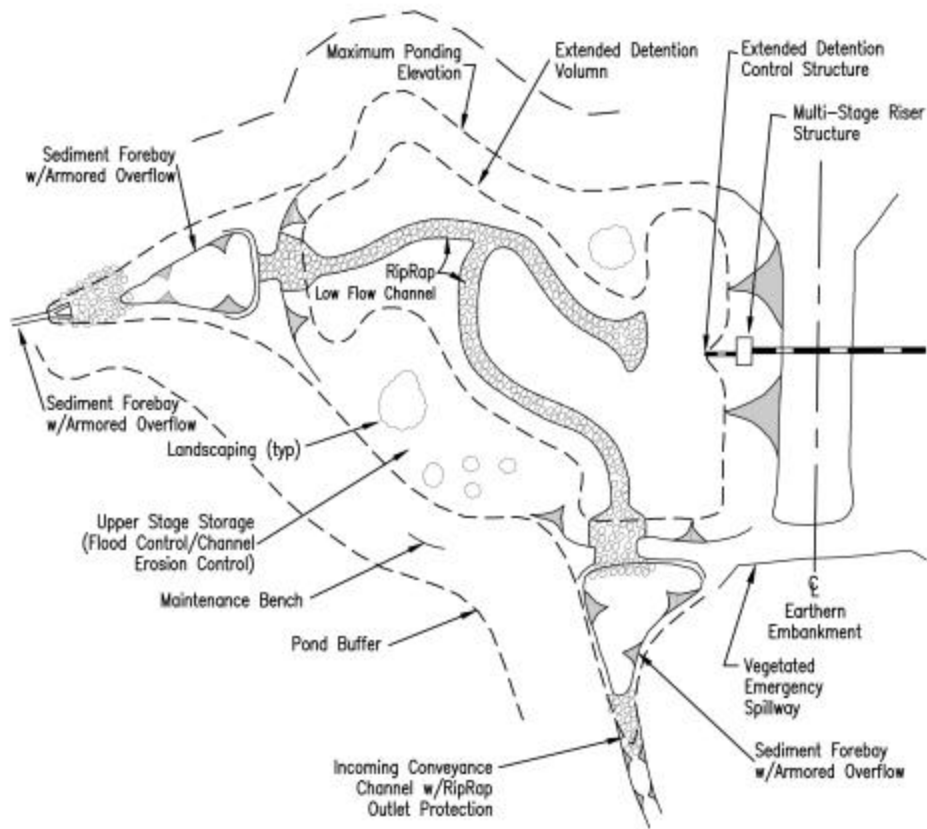 Maximum Ponding
Elevation
Extended Detention
Volumn
Extended Detention
Control Structure
Multi-Stage Riser
Structure
Sediment Forebay
w/Armored Overflow
RipRap
Low Flow Channel
Sediment Forebay
w/Armored Overflow
Landscaping (typ)
Upper Stage Storage
(Flood Control/Channel
Erosion Control)
Maintenance Bench
Pond Buffer
℄
Earthern
Embankment
Vegetated
Emergency
Spillway
Sediment Forebay
w/Armored Overflow
Incoming Conveyance
Channel w/RipRap
Outlet Protection